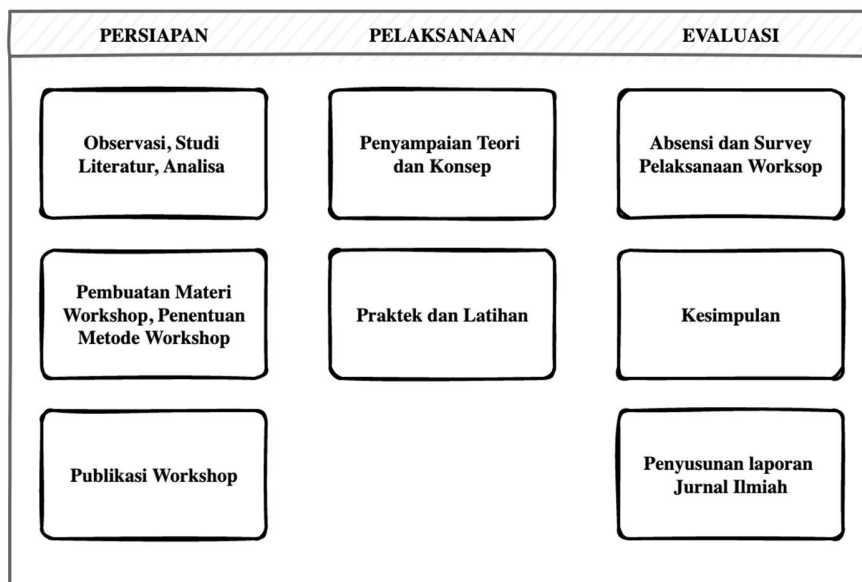 PERSIAPAN
PELAKSANAAN
EVALUASI
Observasi, Studi
Literatur, Analisa
Penyampaian Teori
dan Konsep
Absensi dan Survey
Pelaksanaan Worksop
Pembuatan Materi
Workshop, Penentuan
Metode Workshop
Praktek dan Latihan
Kesimpulan
Publikasi Workshop
Penyusunan laporan
Jurnal Ilmiah